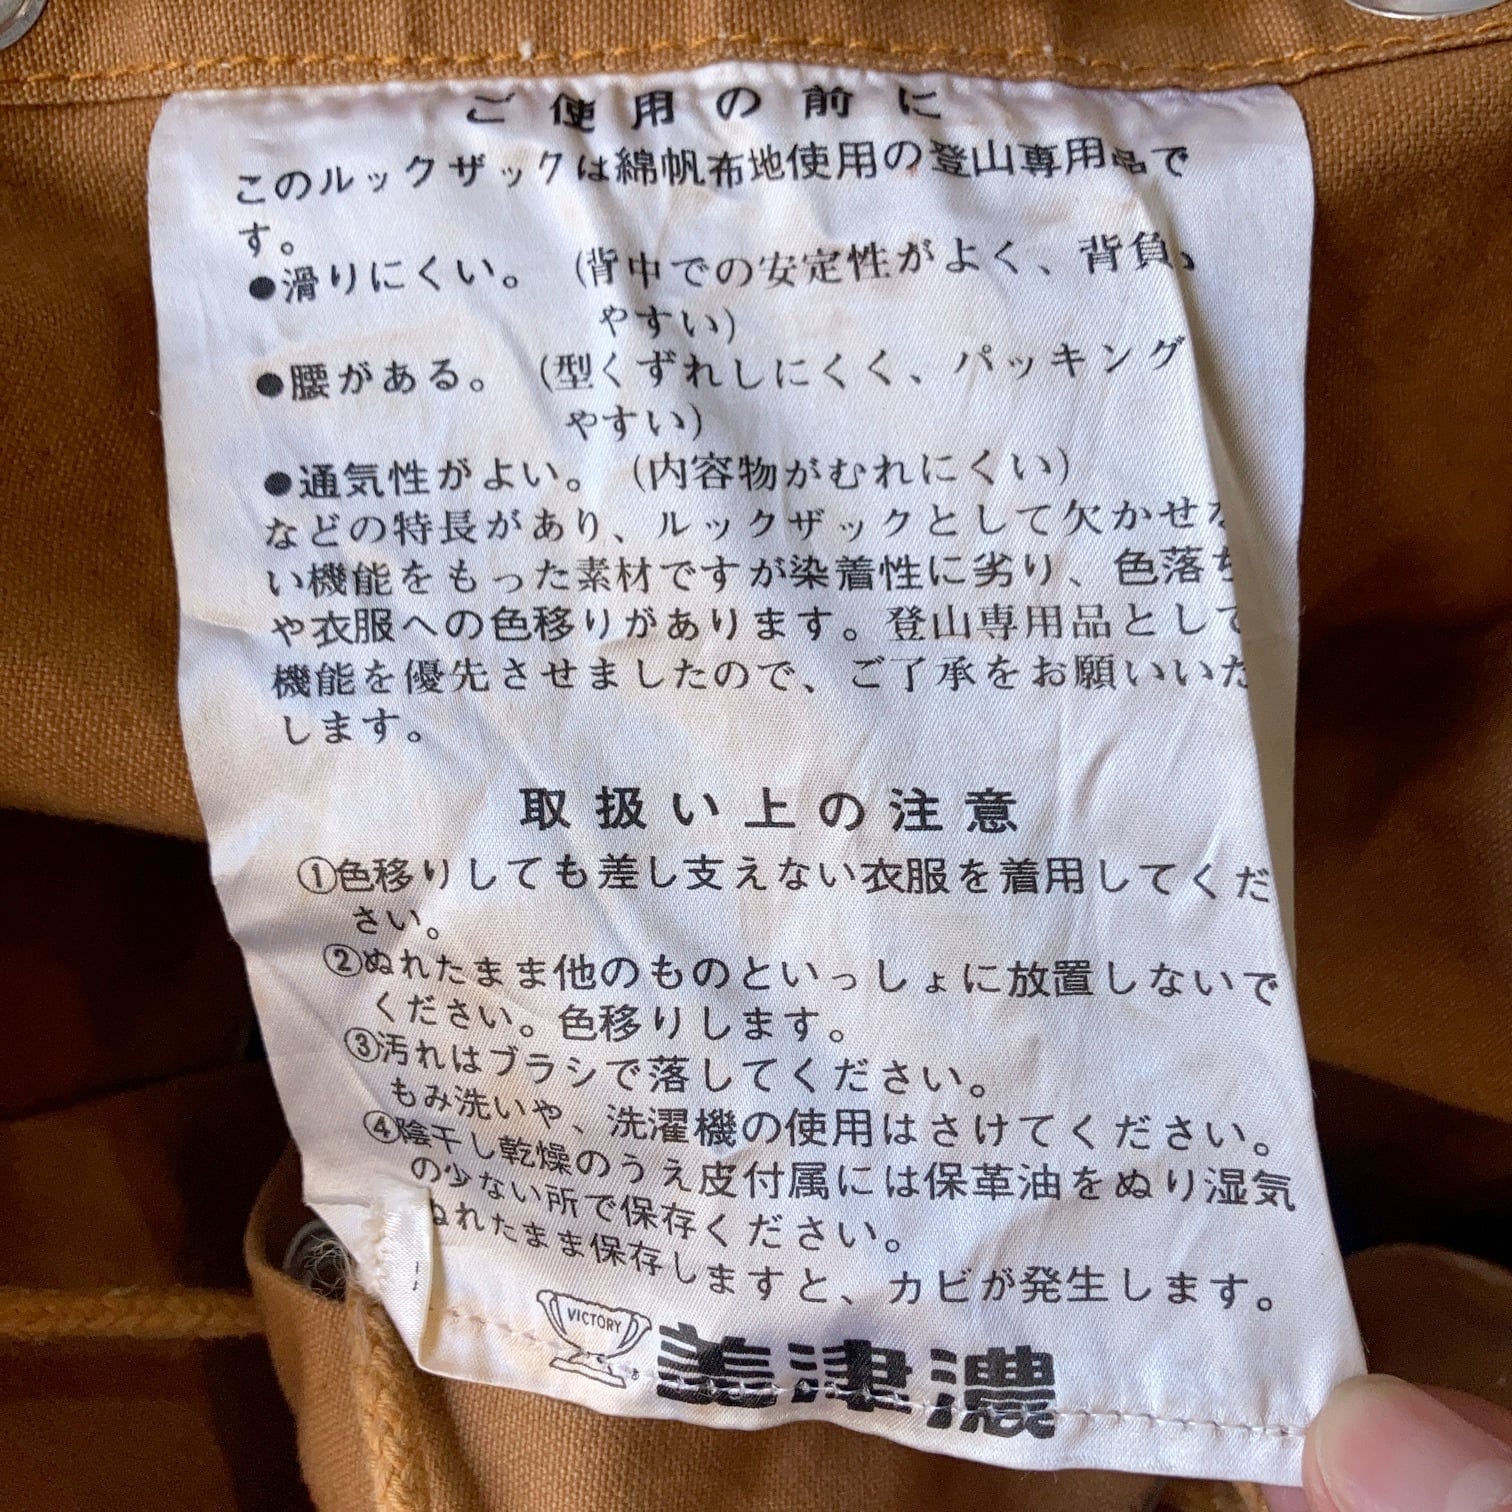 ご使用の前に
このルックザックは綿帆布地使用の登山専用品で
す。
●滑りにくい。（背中での安定性がよく、背負い
やすい）
●腰がある。（型くずれしにくく、パッキング
やすい）
●通気性がよい。（内容物がむれにくい）
などの特長があり、ルックザックとして欠かせな
い機能をもった素材ですが染着性に劣り、色落ち
や衣服への色移りがあります。登山専用品として
機能を優先させましたので、ご了承をお願いいた
します。
取扱い上の注意
①色移りしても差し支えない衣服を着用してくだ
さい。
②ぬれたまま他のものといっしょに放置しないで
ください。色移りします。
③汚れはブラシで落してください。
もみ洗いや、洗濯機の使用はさけてください。
④陰干し乾燥のうえ皮付属には保革油をぬり湿気
の少ない所で保存ください。
ぬれたまま保存しますと、カビが発生します。
VICTORY
美津濃